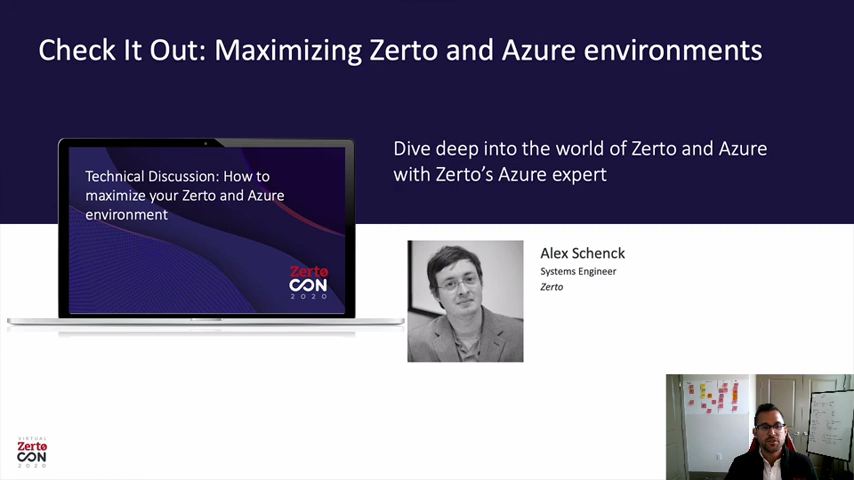 Check It Out: Maximizing Zerto and Azure environments
Dive deep into the world of Zerto and Azure
with Zerto's Azure expert
Technical Discussion: How to
maximize your Zerto and Azure
environment
Zerto
CON
2020
Alex Schenck
Systems Engineer
Zerto
VIRTUAL
Zerto
CON
2020